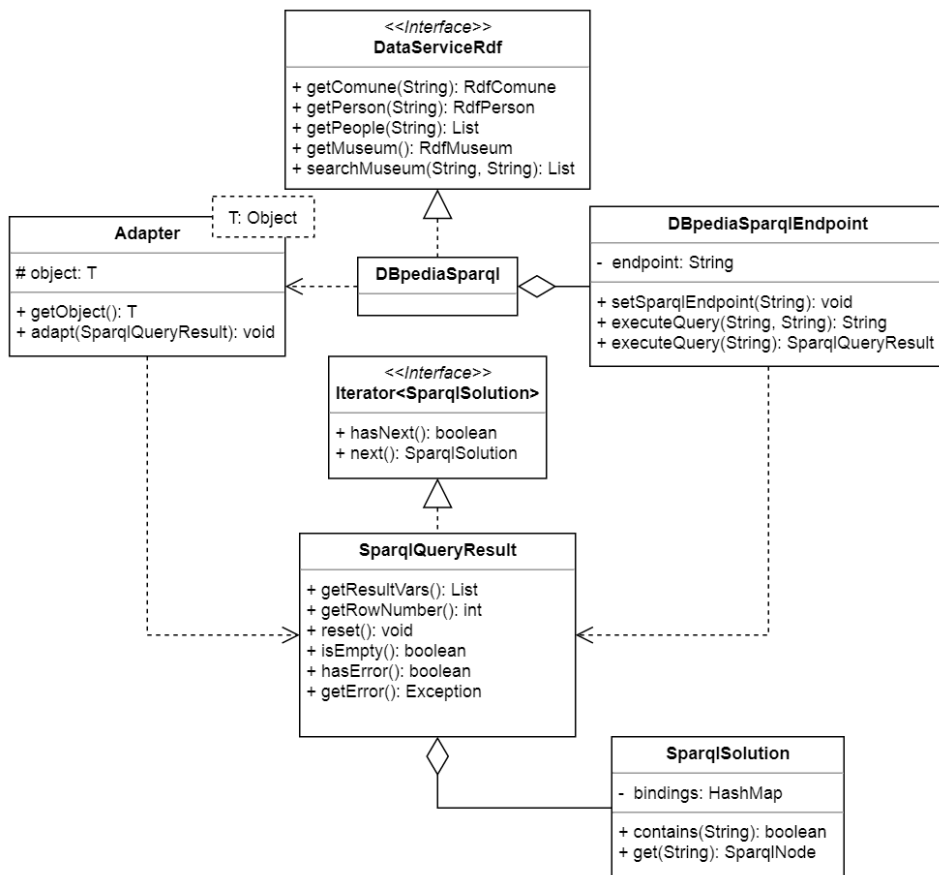 <<Interface>>
DataServiceRdf
+ getComune(String): RdfComune
+ getPerson(String): RdfPerson
+ getPeople(String): List
+ getMuseum(): RdfMuseum
+ searchMuseum(String, String): List
T: Object
Adapter
# object: T
+ getObject(): T
+ adapt(SparqlQueryResult): void
DBpediaSparql
DBpediaSparqlEndpoint
- endpoint: String
+ setSparqlEndpoint(String): void
+ executeQuery(String, String): String
+ executeQuery(String): SparqlQueryResult
<<Interface>>
Iterator<SparqlSolution>
+ hasNext(): boolean
+ next(): SparqlSolution
SparqlQueryResult
+ getResultVars(): List
+ getRowNumber(): int
+ reset(): void
+ isEmpty(): boolean
+ hasError(): boolean
+ getError(): Exception
SparqlSolution
- bindings: HashMap
+ contains(String): boolean
+ get(String): SparqlNode